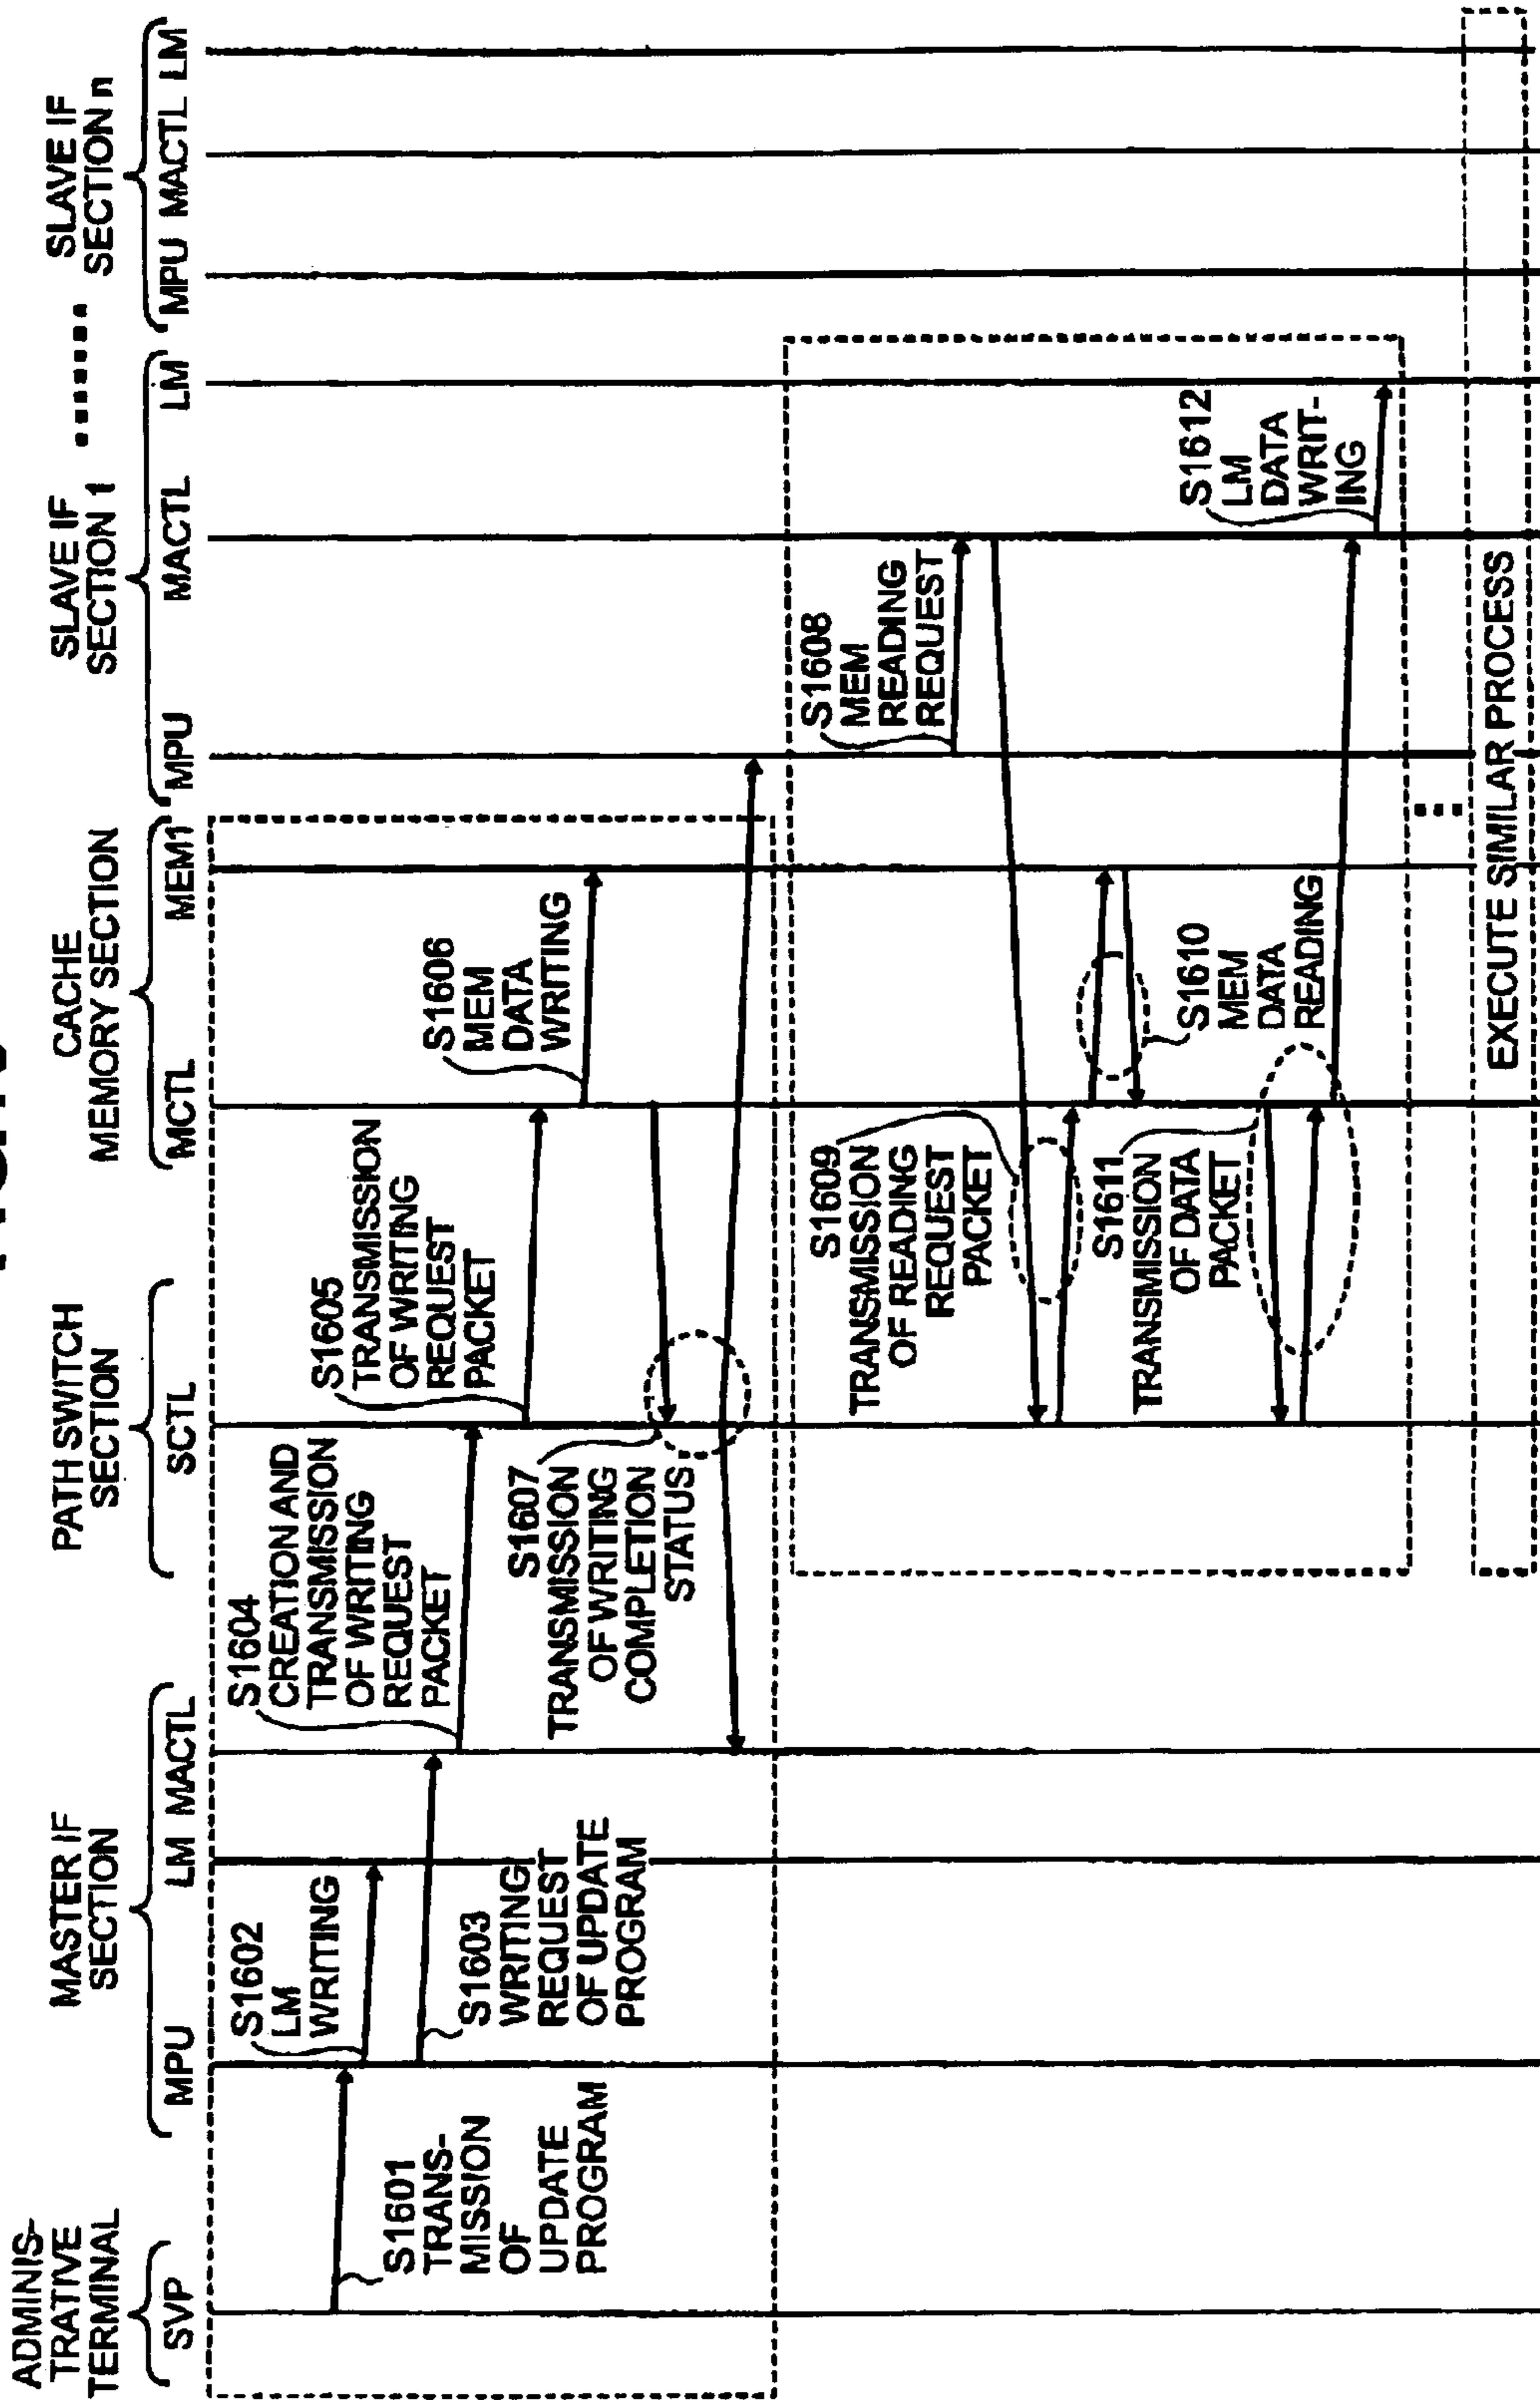 ADMINIS-
TRATIVE
TERMINAL
SVP
MASTER IF
SECTION
MPU
LM
MACTL
PATH SWITCH
SECTION
SCTL
CACHE
MEMORY SECTION
MCTL
MEM1
SLAVE IF
SECTION 1
MPU
MACTL
LM
SLAVE IF
SECTION n
MPU
MACTL
LM
S1601
TRANS-
MISSION
OF
UPDATE
PROGRAM
S1602
LM
WRITING
S1603
WRITING
REQUEST
OF UPDATE
PROGRAM
S1604
CREATION AND
TRANSMISSION
OF WRITING
REQUEST
PACKET
S1605
TRANSMISSION
OF WRITING
REQUEST
PACKET
S1606
MEM
DATA
WRITING
S1607
TRANSMISSION
OF WRITING
COMPLETION
STATUS
S1608
MEM
READING
REQUEST
S1609
TRANSMISSION
OF READING
REQUEST
PACKET
S1610
MEM
DATA
READING
S1611
TRANSMISSION
OF DATA
PACKET
S1612
LM
DATA
WRIT-
ING
EXECUTE SIMILAR PROCESS